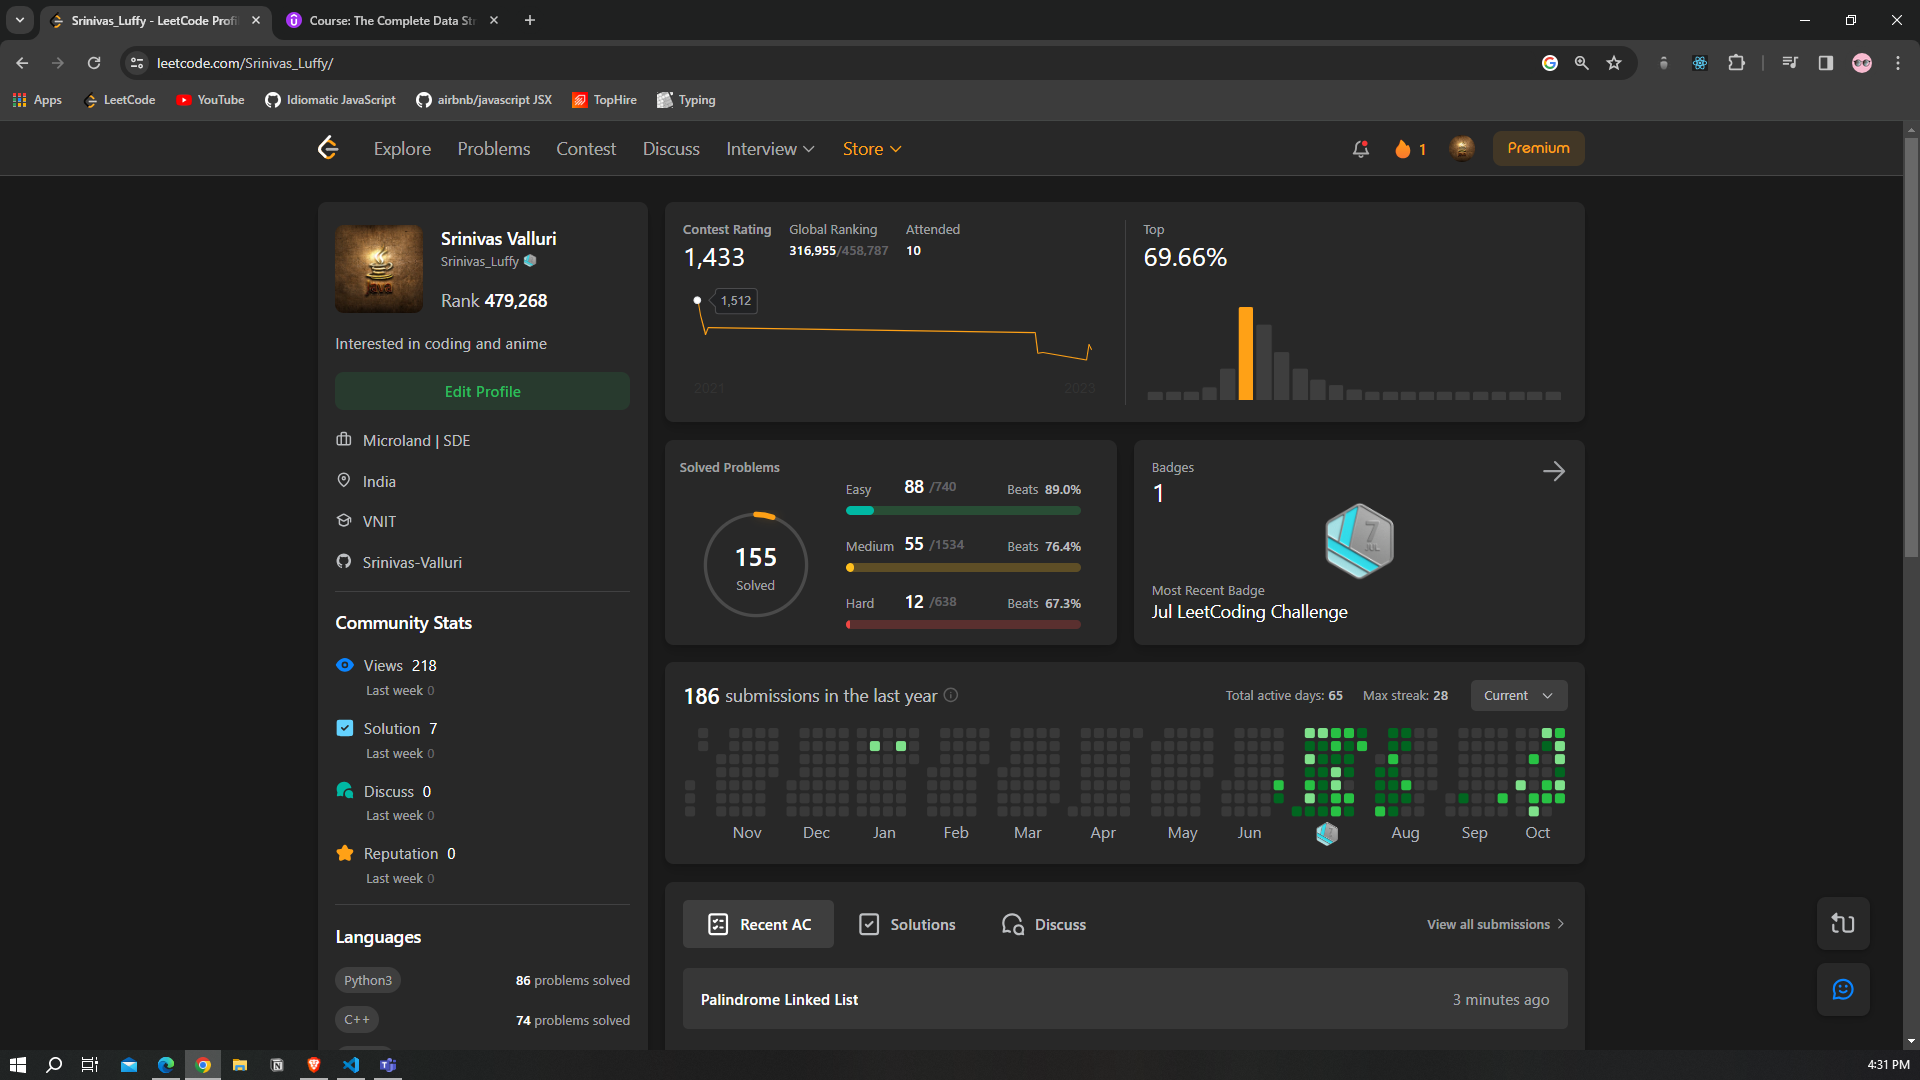 Srinivas_Luffy - LeetCode Profi
Course: The Complete Data St
leetcode.com/Srinivas_Luffy/
Apps
LeetCode
YouTube
Idiomatic JavaScript
airbnb/javascript JSX
TopHire
Typing
Explore
Problems
Contest
Discuss
Interview
Store
1
Premium
Srinivas Valluri
Srinivas_Luffy
Rank 479,268
Interested in coding and anime
Edit Profile
Microland | SDE
India
VNIT
Srinivas-Valluri
Community Stats
Views 218
Last week 0
Solution 7
Last week 0
Discuss 0
Last week 0
Reputation 0
Last week 0
Languages
Python3
86 problems solved
C++
74 problems solved
Contest Rating
1,433
Global Ranking
316,955/458,787
Attended
10
1,512
2021
2023
Top
69.66%
Solved Problems
155
Solved
Easy 88 /740 Beats 89.0%
Medium 55 /1534 Beats 76.4%
Hard 12 /638 Beats 67.3%
Badges
1
7
JUL
Most Recent Badge
Jul LeetCoding Challenge
186 submissions in the last year
Total active days: 65
Max streak: 28
Current
Nov
Dec
Jan
Feb
Mar
Apr
May
Jun
Aug
Sep
Oct
Recent AC
Solutions
Discuss
View all submissions
Palindrome Linked List
3 minutes ago
4:31 PM